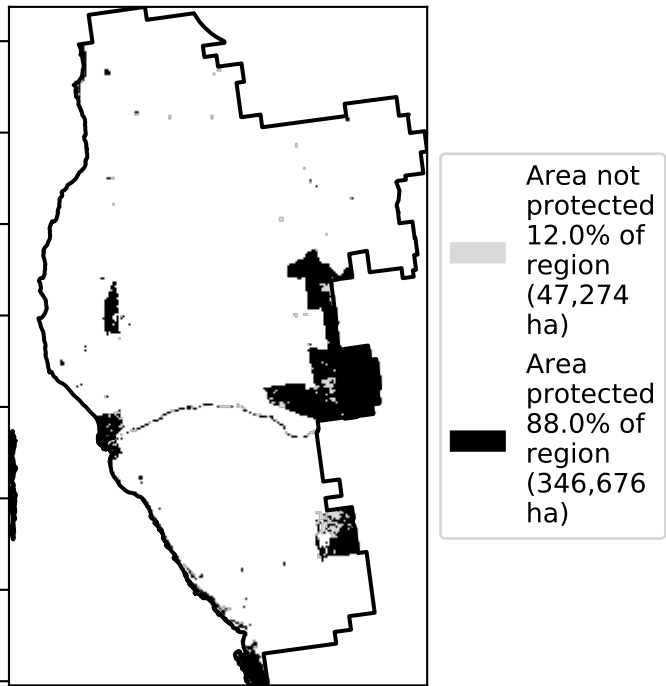 Area not
protected
12.0% of
region
(47,274
ha)
Area
protected
88.0% of
region
(346,676
ha)